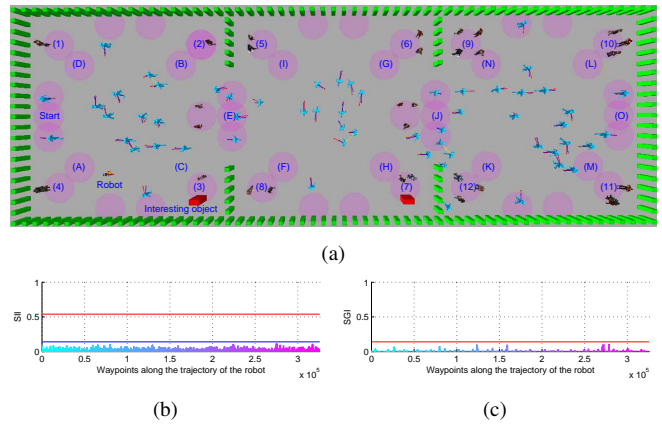 (1) (2) (5) (6) (9) (10)
(D) (B) (I) (G) (N) (L)
Start (E) (J) (O)
(A) (C) (F) (H) (K) (M)
(4) Robot (3) (8) (7) (12) (11)
Interesting object
(a)
1
0.5
0
SII
0 0.5 1 1.5 2 2.5 3
Waypoints along the trajectory of the robot
x 10^5
(b)
1
0.5
0
SGI
0 0.5 1 1.5 2 2.5 3
Waypoints along the trajectory of the robot
x 10^5
(c)